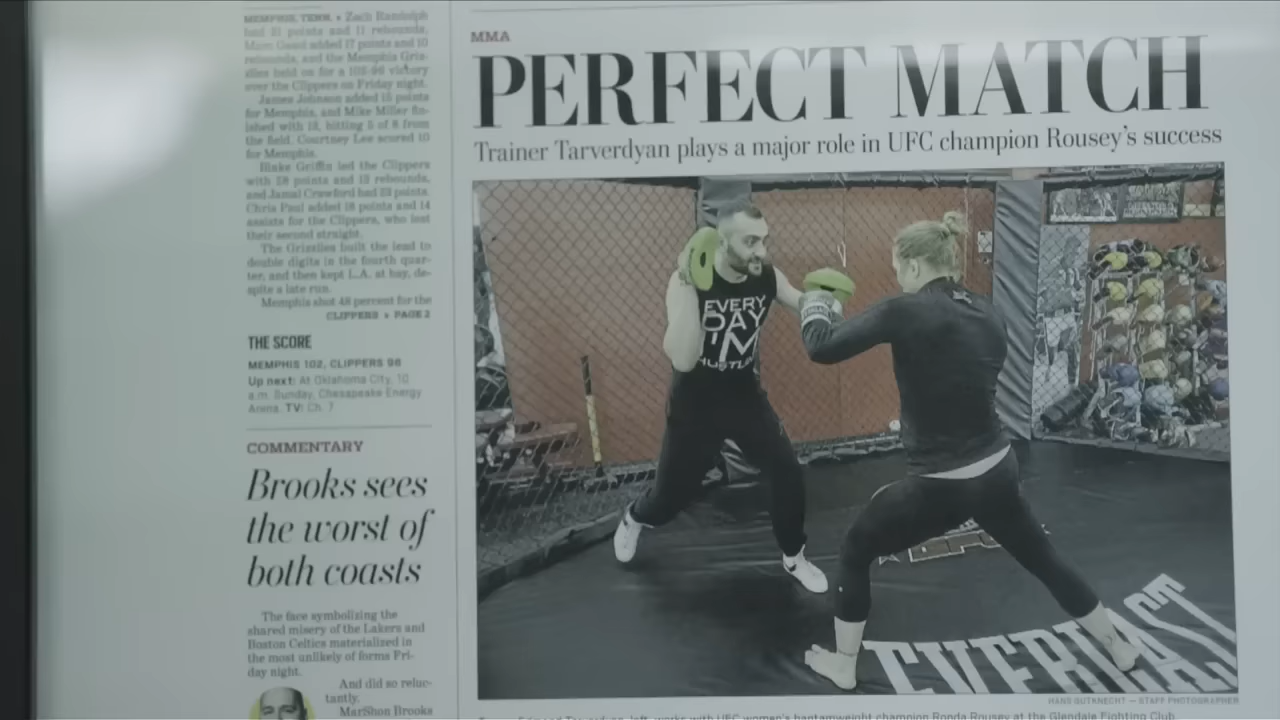 MEMPHIS, TENN. • Zach Randolph
had 21 points and 11 rebounds,
Marc Gasol added 17 points and 10
rebounds, and the Memphis Griz-
zlies held on for a 102-96 victory
over the Clippers on Friday night.
James Johnson added 15 points
for Memphis, and Mike Miller fin-
ished with 13, hitting 5 of 8 from
the field. Courtney Lee scored 10
for Memphis.
Blake Griffin led the Clippers
with 28 points and 12 rebounds,
and Jamal Crawford had 22 points.
Chris Paul added 18 points and 14
assists for the Clippers, who lost
their second straight.
The Grizzlies built the lead to
double digits in the fourth quar-
ter, and then kept L.A. at bay, de-
spite a late run.
Memphis shot 48 percent for the
CLIPPERS » PAGE 2
THE SCORE
MEMPHIS 102, CLIPPERS 96
Up next: At Oklahoma City, 10
a.m. Sunday, Chesapeake Energy
Arena. TV: Ch. 7
COMMENTARY
Brooks sees
the worst of
both coasts
The face symbolizing the
shared misery of the Lakers and
Boston Celtics materialized in
the most unlikely of forms Fri-
day night.
And did so reluc-
tantly.
MarShon Brooks
MMA
PERFECT MATCH
Trainer Tarverdyan plays a major role in UFC champion Rousey's success
EVERY
DAY
I'M
HUSTLIN
EVERLAST
HANS GUTKNECHT — STAFF PHOTOGRAPHER
Tarverdyan, left, works with UFC women's bantamweight champion Ronda Rousey at the Glendale Fighting Club